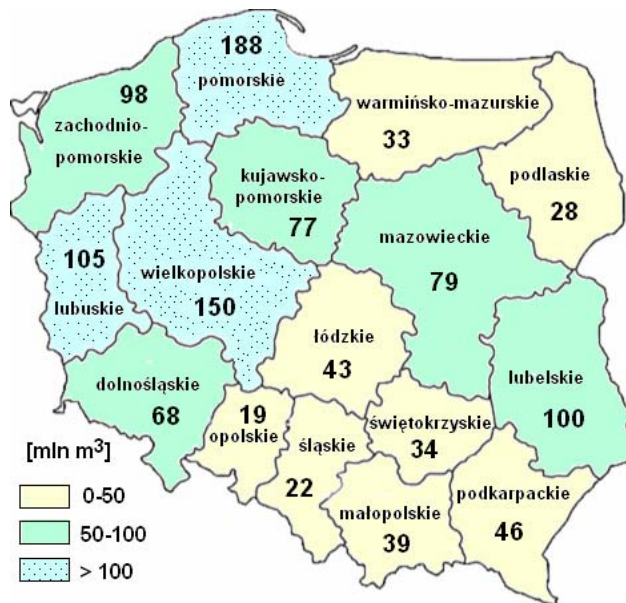 188
pomorskie
98
zachodnio-
pomorskie
warmińsko-mazurskie
33
podlaskie
28
kujawsko-
pomorskie
77
mazowieckie
79
105
lubuskie
wielkopolskie
150
łódzkie
43
lubelskie
100
dolnośląskie
68
19
opolskie
śląskie
22
świętokrzyskie
34
małopolskie
39
podkarpackie
46
[mln m³]
0-50
50-100
> 100